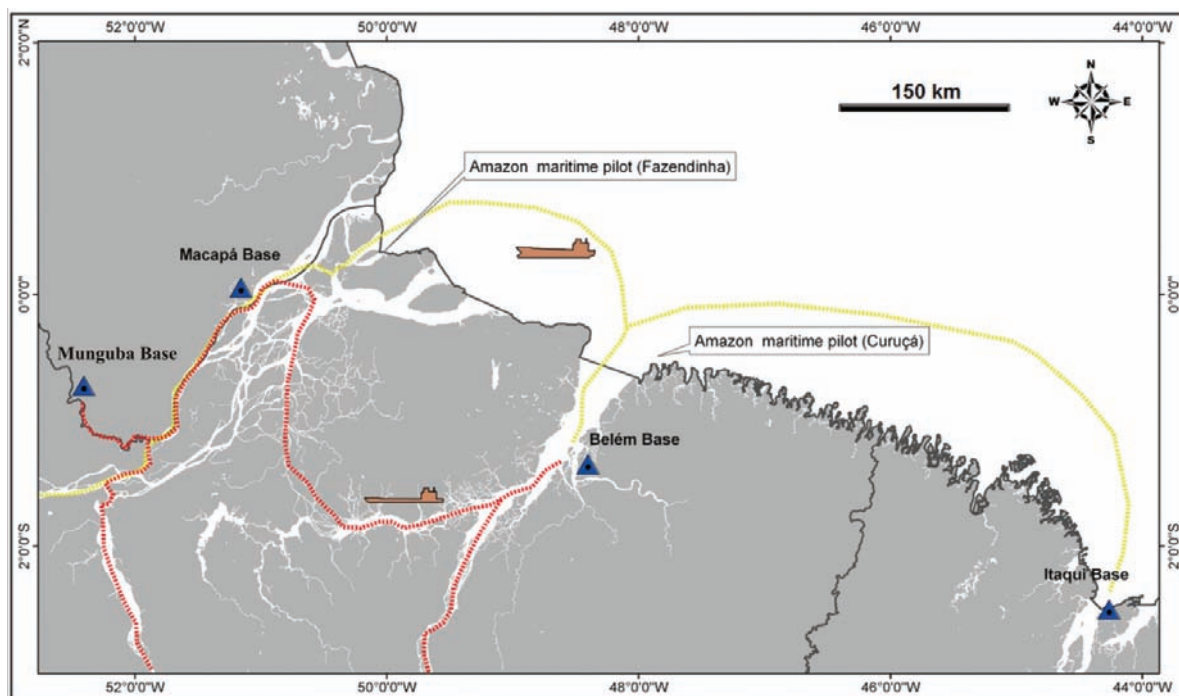 52°0'0"W
50°0'0"W
48°0'0"W
46°0'0"W
44°0'0"W
2°0'0"N
150 km
N
W
E
S
Amazon maritime pilot (Fazendinha)
Macapá Base
0°0'0"
0°0'0"
Munguba Base
Amazon maritime pilot (Curuçá)
Belém Base
2°0'0"S
2°0'0"S
Itaqui Base
52°0'0"W
50°0'0"W
48°0'0"W
46°0'0"W
44°0'0"W